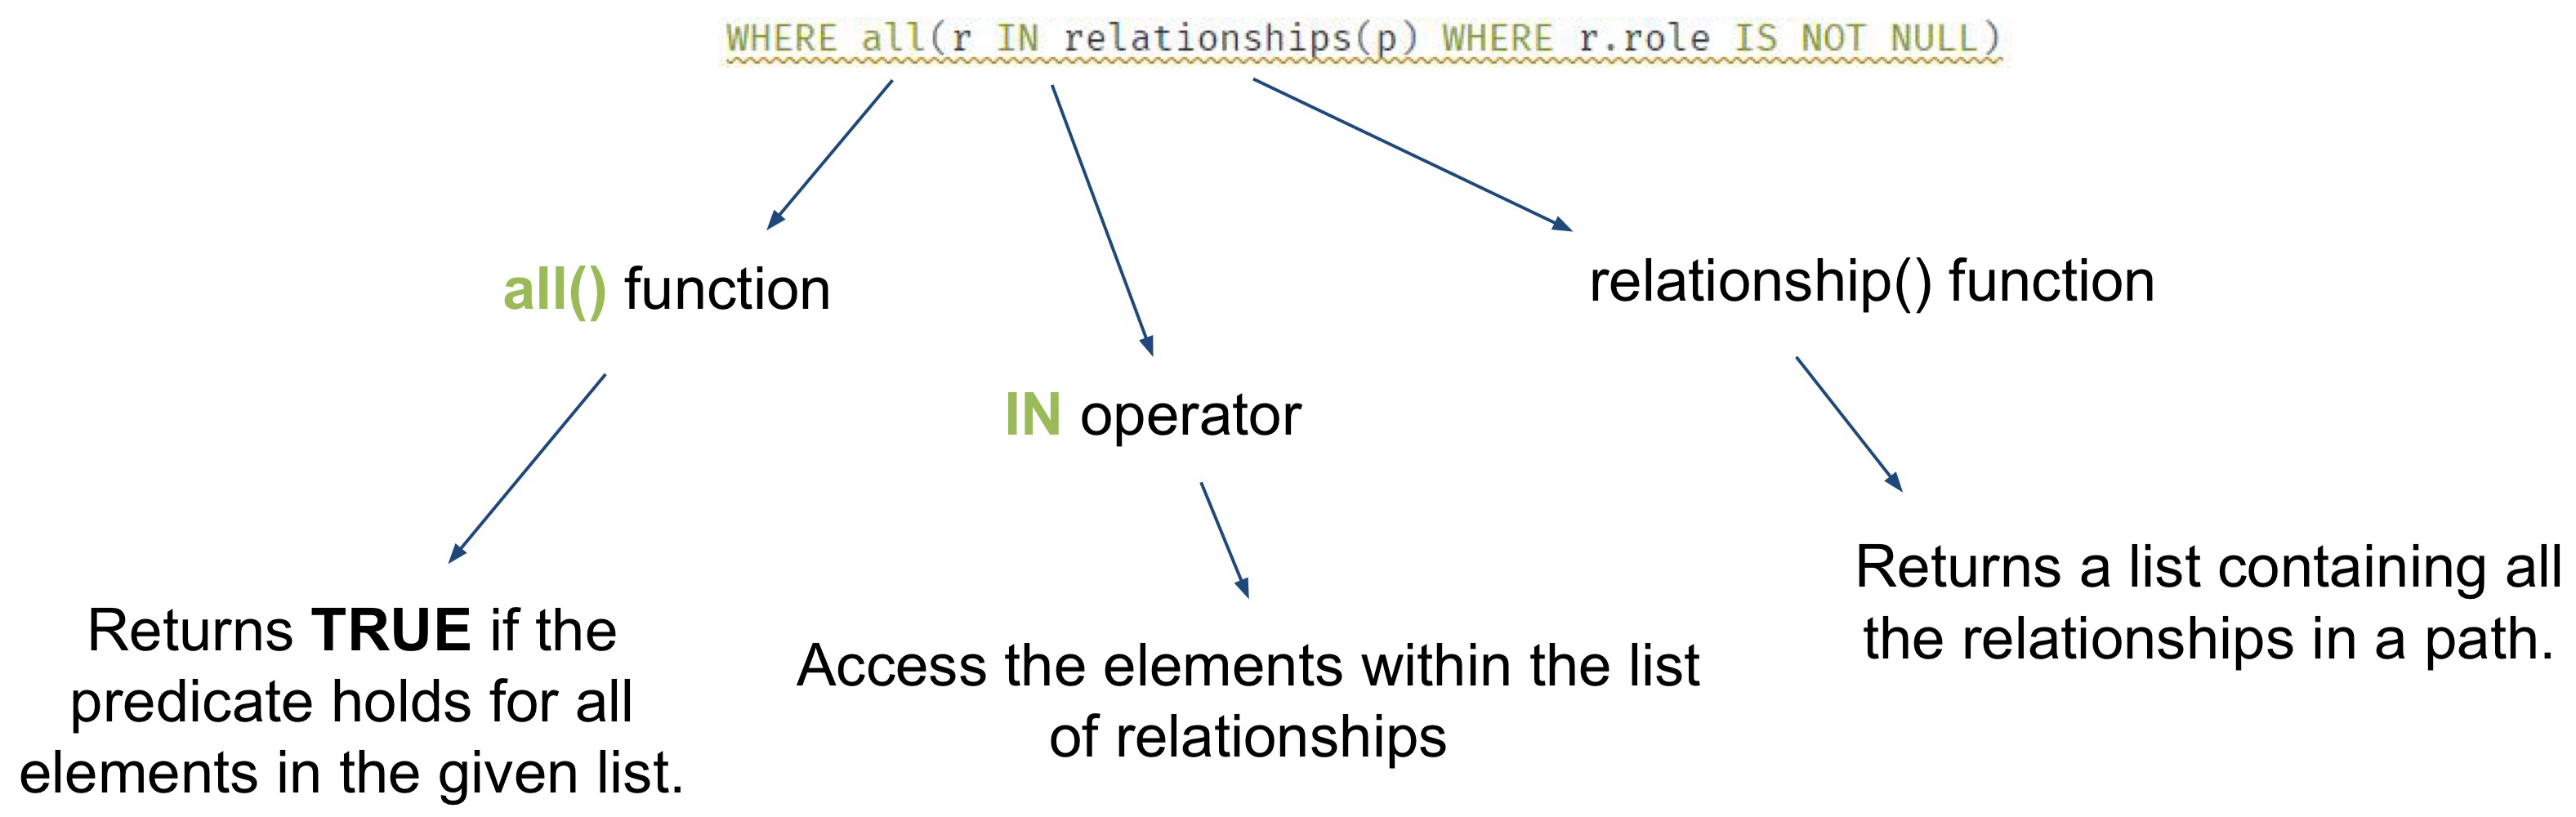 WHERE all(r IN relationships(p) WHERE r.role IS NOT NULL)
all() function
Returns TRUE if the
predicate holds for all
elements in the given list.
IN operator
Access the elements within the list
of relationships
relationship() function
Returns a list containing all
the relationships in a path.